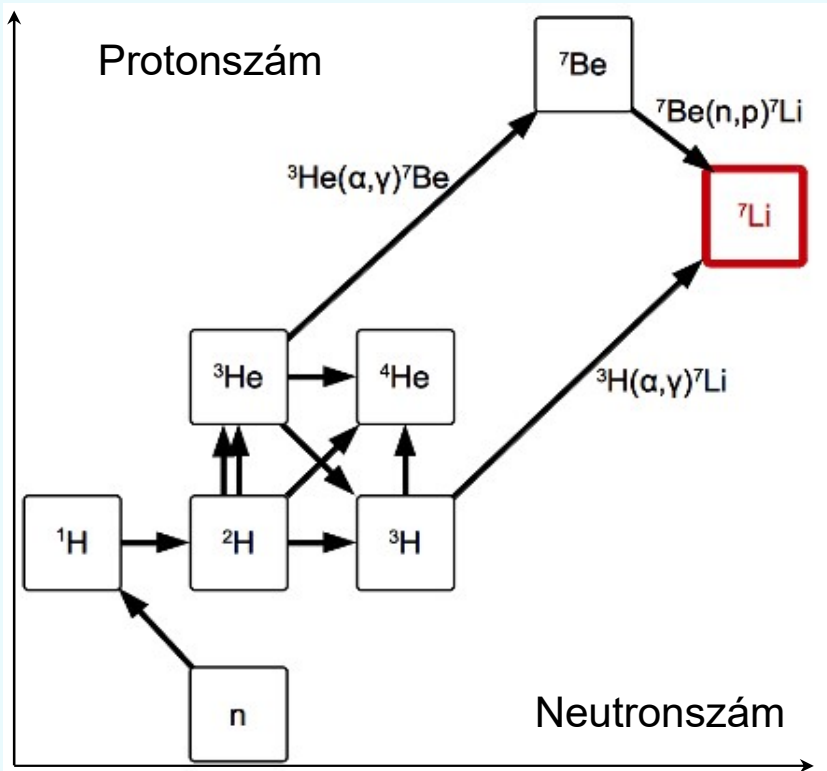 Protonszám
⁷Be
⁷Be(n,p)⁷Li
³He(α,γ)⁷Be
⁷Li
³He
⁴He
³H(α,γ)⁷Li
¹H
²H
³H
n
Neutronszám